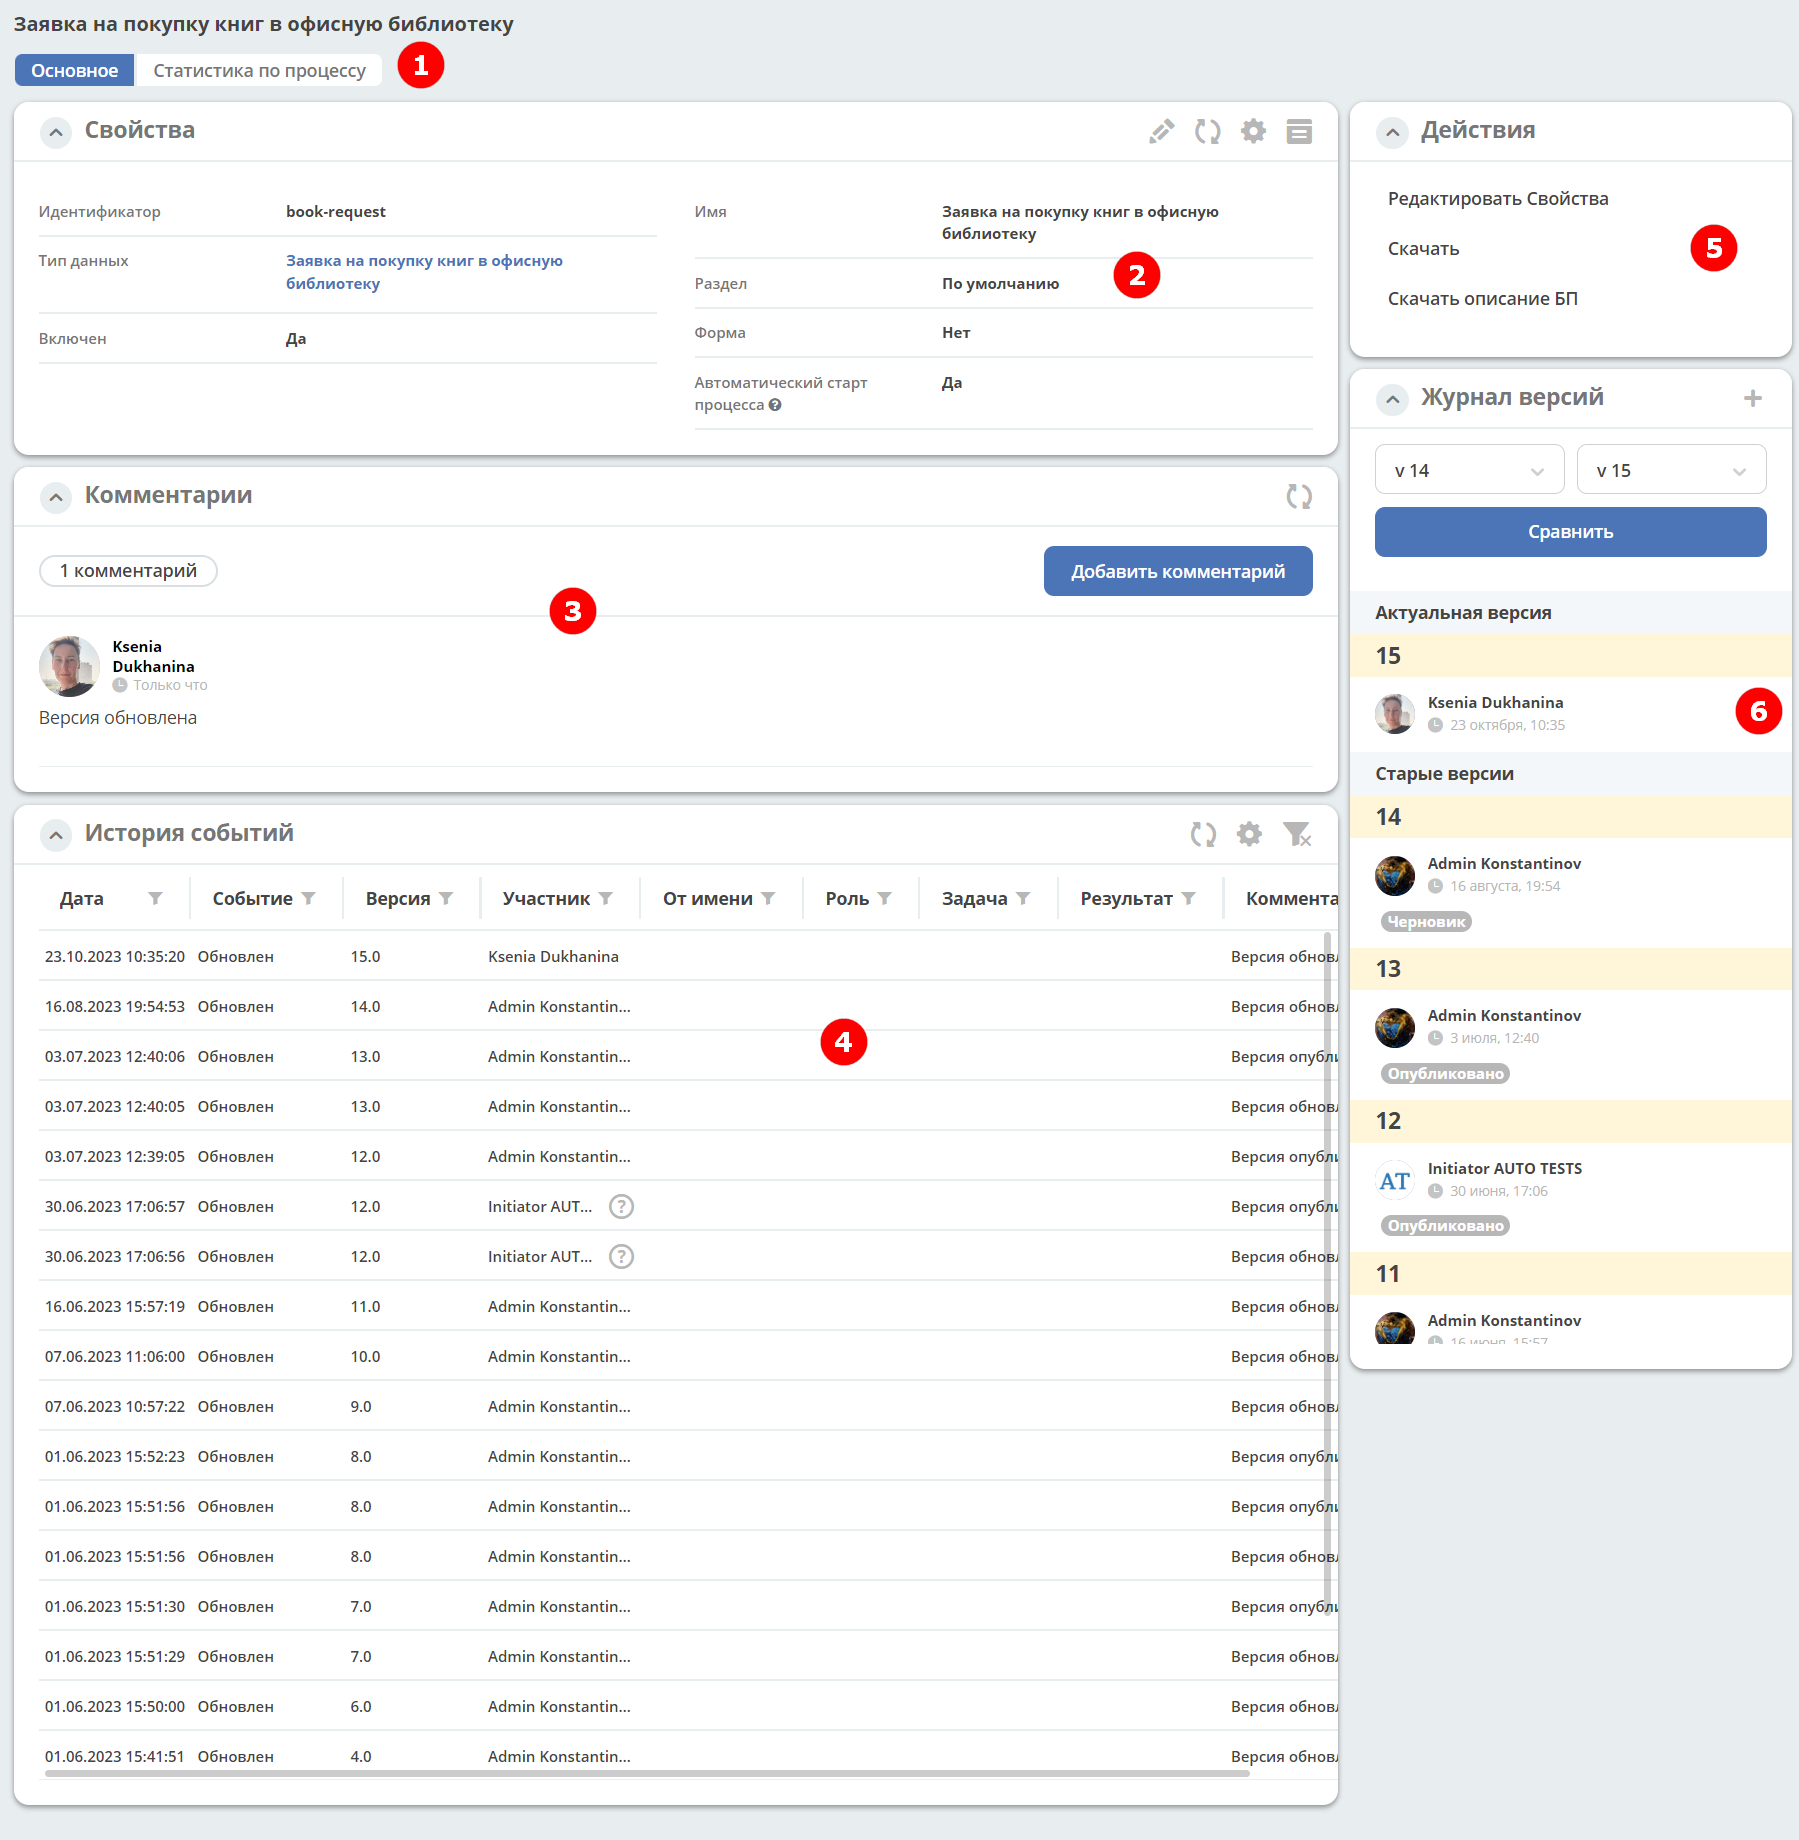 Заявка на покупку книг в офисную библиотеку
Основное
Статистика по процессу
1
Свойства
Идентификатор
book-request
Тип данных
Заявка на покупку книг в офисную
библиотеку
Включен
Да
Имя
Заявка на покупку книг в офисную
библиотеку
2
Раздел
По умолчанию
Форма
Нет
Автоматический старт
процесса
Да
Комментарии
1 комментарий
Добавить комментарий
3
Ksenia
Dukhanina
Только что
Версия обновлена
История событий
Дата Событие Версия Участник От имени Роль Задача Результат Коммента
23.10.2023 10:35:20 Обновлен 15.0 Ksenia Dukhanina Версия обновл
16.08.2023 19:54:53 Обновлен 14.0 Admin Konstantin... Версия обновл
4
03.07.2023 12:40:06 Обновлен 13.0 Admin Konstantin... Версия опубли
03.07.2023 12:40:05 Обновлен 13.0 Admin Konstantin... Версия обновл
03.07.2023 12:39:05 Обновлен 12.0 Admin Konstantin... Версия опубли
30.06.2023 17:06:57 Обновлен 12.0 Initiator AUT... ? Версия опубли
30.06.2023 17:06:56 Обновлен 12.0 Initiator AUT... ? Версия обновл
16.06.2023 15:57:19 Обновлен 11.0 Admin Konstantin... Версия обновл
07.06.2023 11:06:00 Обновлен 10.0 Admin Konstantin... Версия обновл
07.06.2023 10:57:22 Обновлен 9.0 Admin Konstantin... Версия обновл
01.06.2023 15:52:23 Обновлен 8.0 Admin Konstantin... Версия опубли
01.06.2023 15:51:56 Обновлен 8.0 Admin Konstantin... Версия опубли
01.06.2023 15:51:56 Обновлен 8.0 Admin Konstantin... Версия обновл
01.06.2023 15:51:30 Обновлен 7.0 Admin Konstantin... Версия опубли
01.06.2023 15:51:29 Обновлен 7.0 Admin Konstantin... Версия обновл
01.06.2023 15:50:00 Обновлен 6.0 Admin Konstantin... Версия обновл
01.06.2023 15:41:51 Обновлен 4.0 Admin Konstantin... Версия обновл
Действия
Редактировать Свойства
Скачать
5
Скачать описание БП
Журнал версий
v 14
v 15
Сравнить
Актуальная версия
15
Ksenia Dukhanina
23 октября, 10:35
6
Старые версии
14
Admin Konstantinov
16 августа, 19:54
Черновик
13
Admin Konstantinov
3 июля, 12:40
Опубликовано
12
AT
Initiator AUTO TESTS
30 июня, 17:06
Опубликовано
11
Admin Konstantinov
16 июня, 15:57